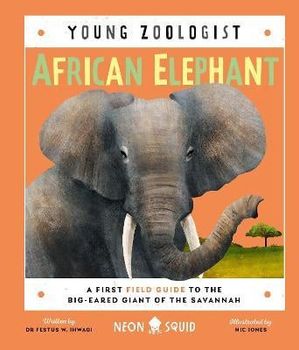 YOUNG ZOOLOGIST
AFRICAN ELEPHANT
A FIRST FIELD GUIDE TO THE
BIG-EARED GIANT OF THE SAVANNAH
Written by
DR FESTUS W. IHWAGI
NEON SQUID
Illustrated by
NIC JONES